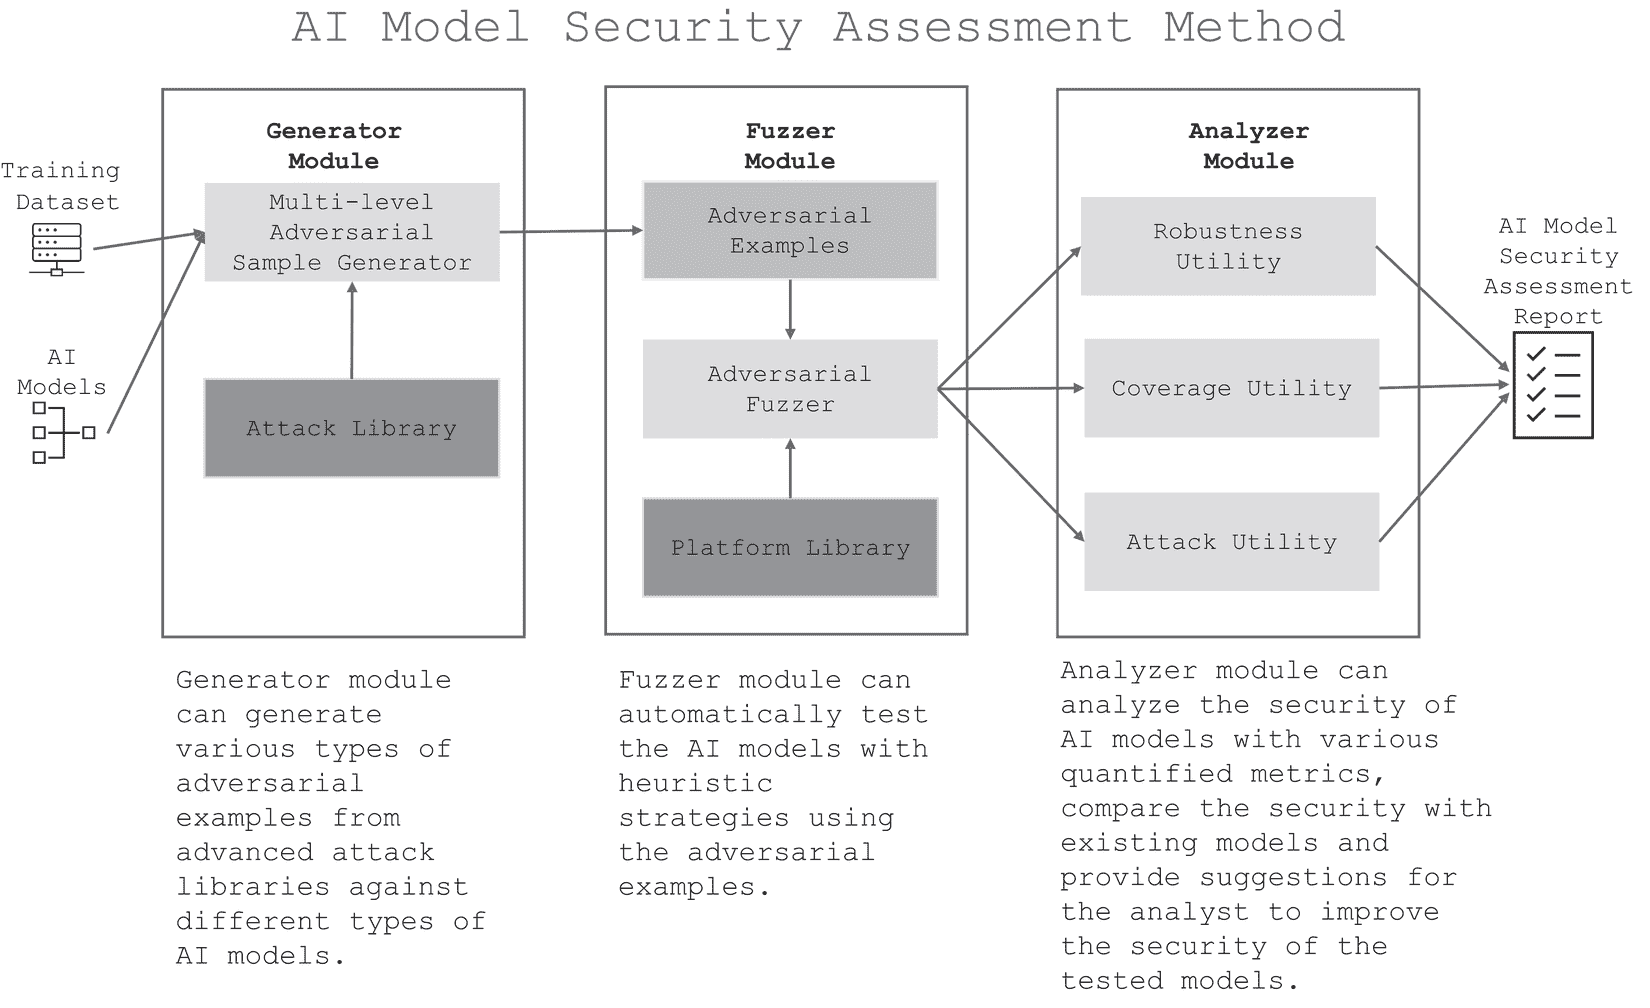 AI Model Security Assessment Method
Training
Dataset
AI
Models
Generator
Module
Multi-level
Adversarial
Sample Generator
Attack Library
Fuzzer
Module
Adversarial
Examples
Adversarial
Fuzzer
Platform Library
Analyzer
Module
Robustness
Utility
Coverage Utility
Attack Utility
AI Model
Security
Assessment
Report
Generator module
can generate
various types of
adversarial
examples from
advanced attack
libraries against
different types of
AI models.
Fuzzer module can
automatically test
the AI models with
heuristic
strategies using
the adversarial
examples.
Analyzer module can
analyze the security of
AI models with various
quantified metrics,
compare the security with
existing models and
provide suggestions for
the analyst to improve
the security of the
tested models.